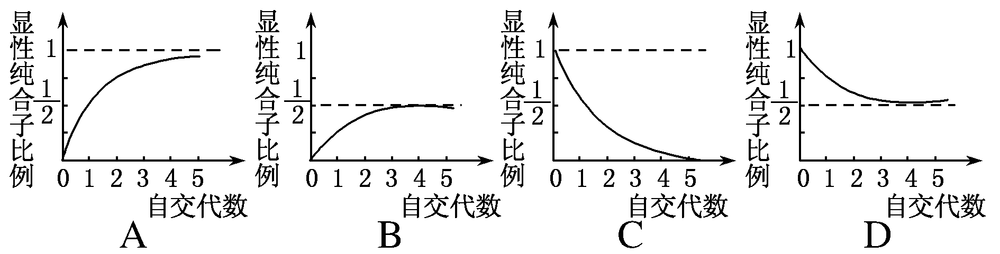 显性纯合子比例
1
1/2
0 1 2 3 4 5
自交代数
A
显性纯合子比例
1
1/2
0 1 2 3 4 5
自交代数
B
显性纯合子比例
1
1/2
0 1 2 3 4 5
自交代数
C
显性纯合子比例
1
1/2
0 1 2 3 4 5
自交代数
D